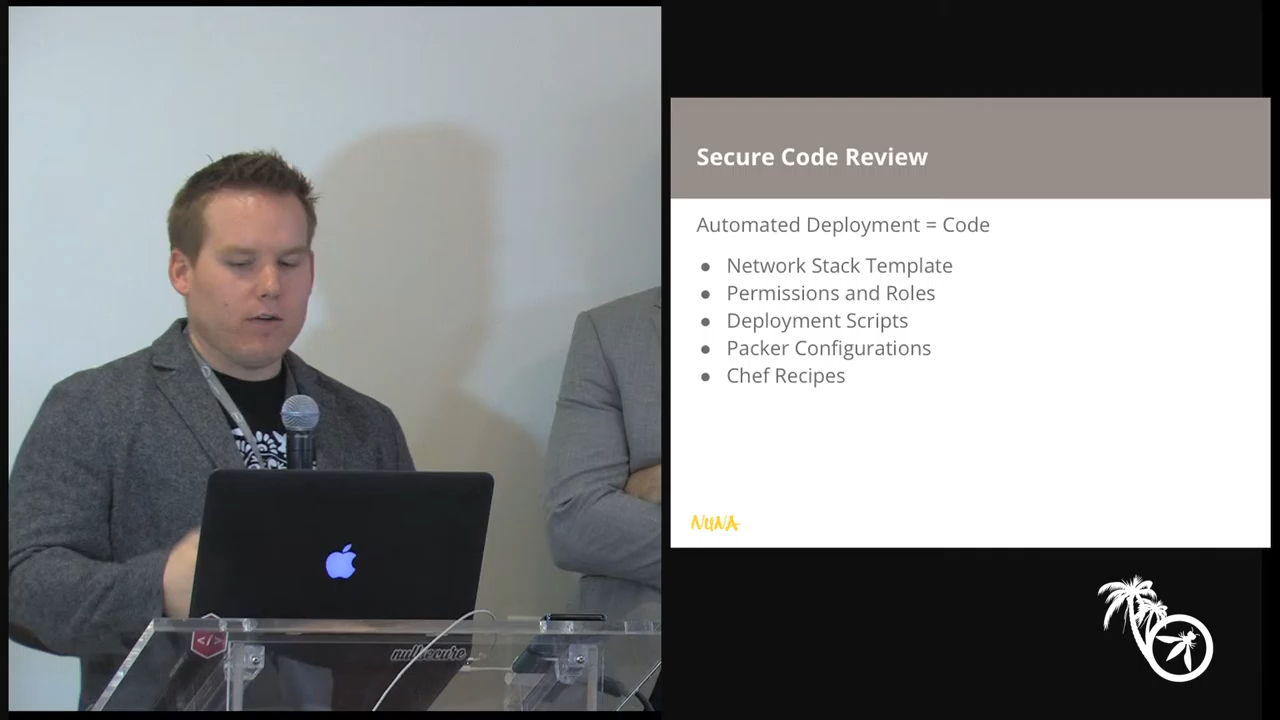 Secure Code Review
Automated Deployment = Code
● Network Stack Template
● Permissions and Roles
● Deployment Scripts
● Packer Configurations
● Chef Recipes
NUNA
</>
nullsecure